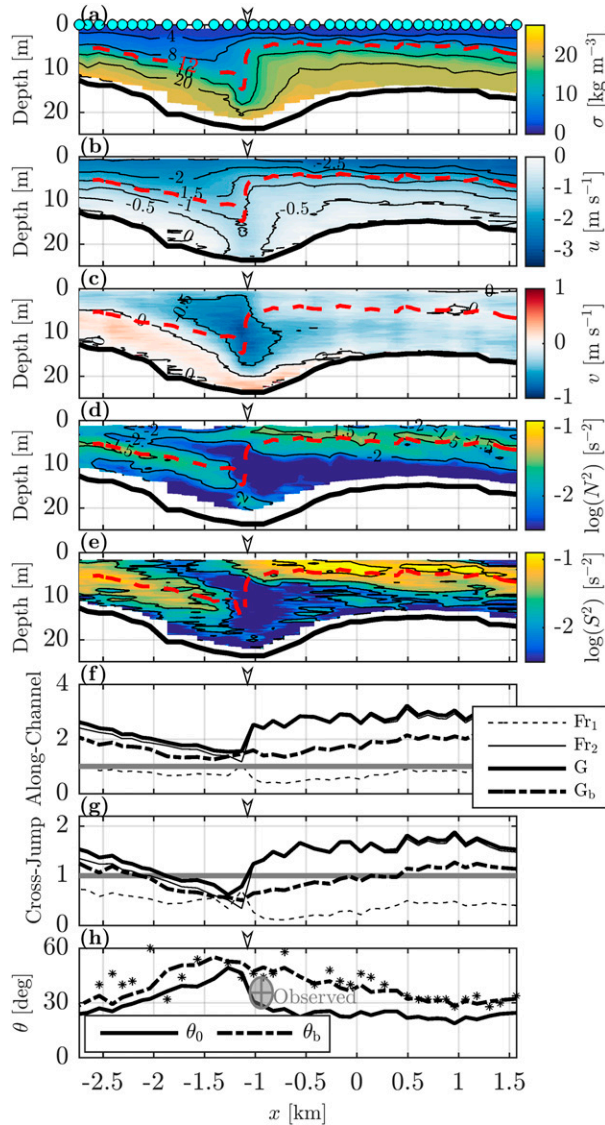 (a)
4
8
12
16
20
0
10
20
Depth [m]
20
10
0
σ [kg m⁻³]
(b)
-2.5
-2
-1.5
-1
-0.5
-0.5
0
0
10
20
Depth [m]
0
-1
-2
-3
u [m s⁻¹]
(c)
0
0
0
0
10
20
Depth [m]
1
0
-1
v [m s⁻¹]
(d)
-2
-2
-1.5
-1.5
-2
-2
0
10
20
Depth [m]
-1
-2
log(N²) [s⁻²]
(e)
0
10
20
Depth [m]
-1
-2
log(S²) [s⁻²]
(f)
4
2
0
Along-Channel
Fr₁
Fr₂
G
G_b
(g)
2
1
0
Cross-Jump
(h)
60
30
0
θ [deg]
Observed
θ₀
θ_b
-2.5 -2 -1.5 -1 -0.5 0 0.5 1 1.5
x [km]